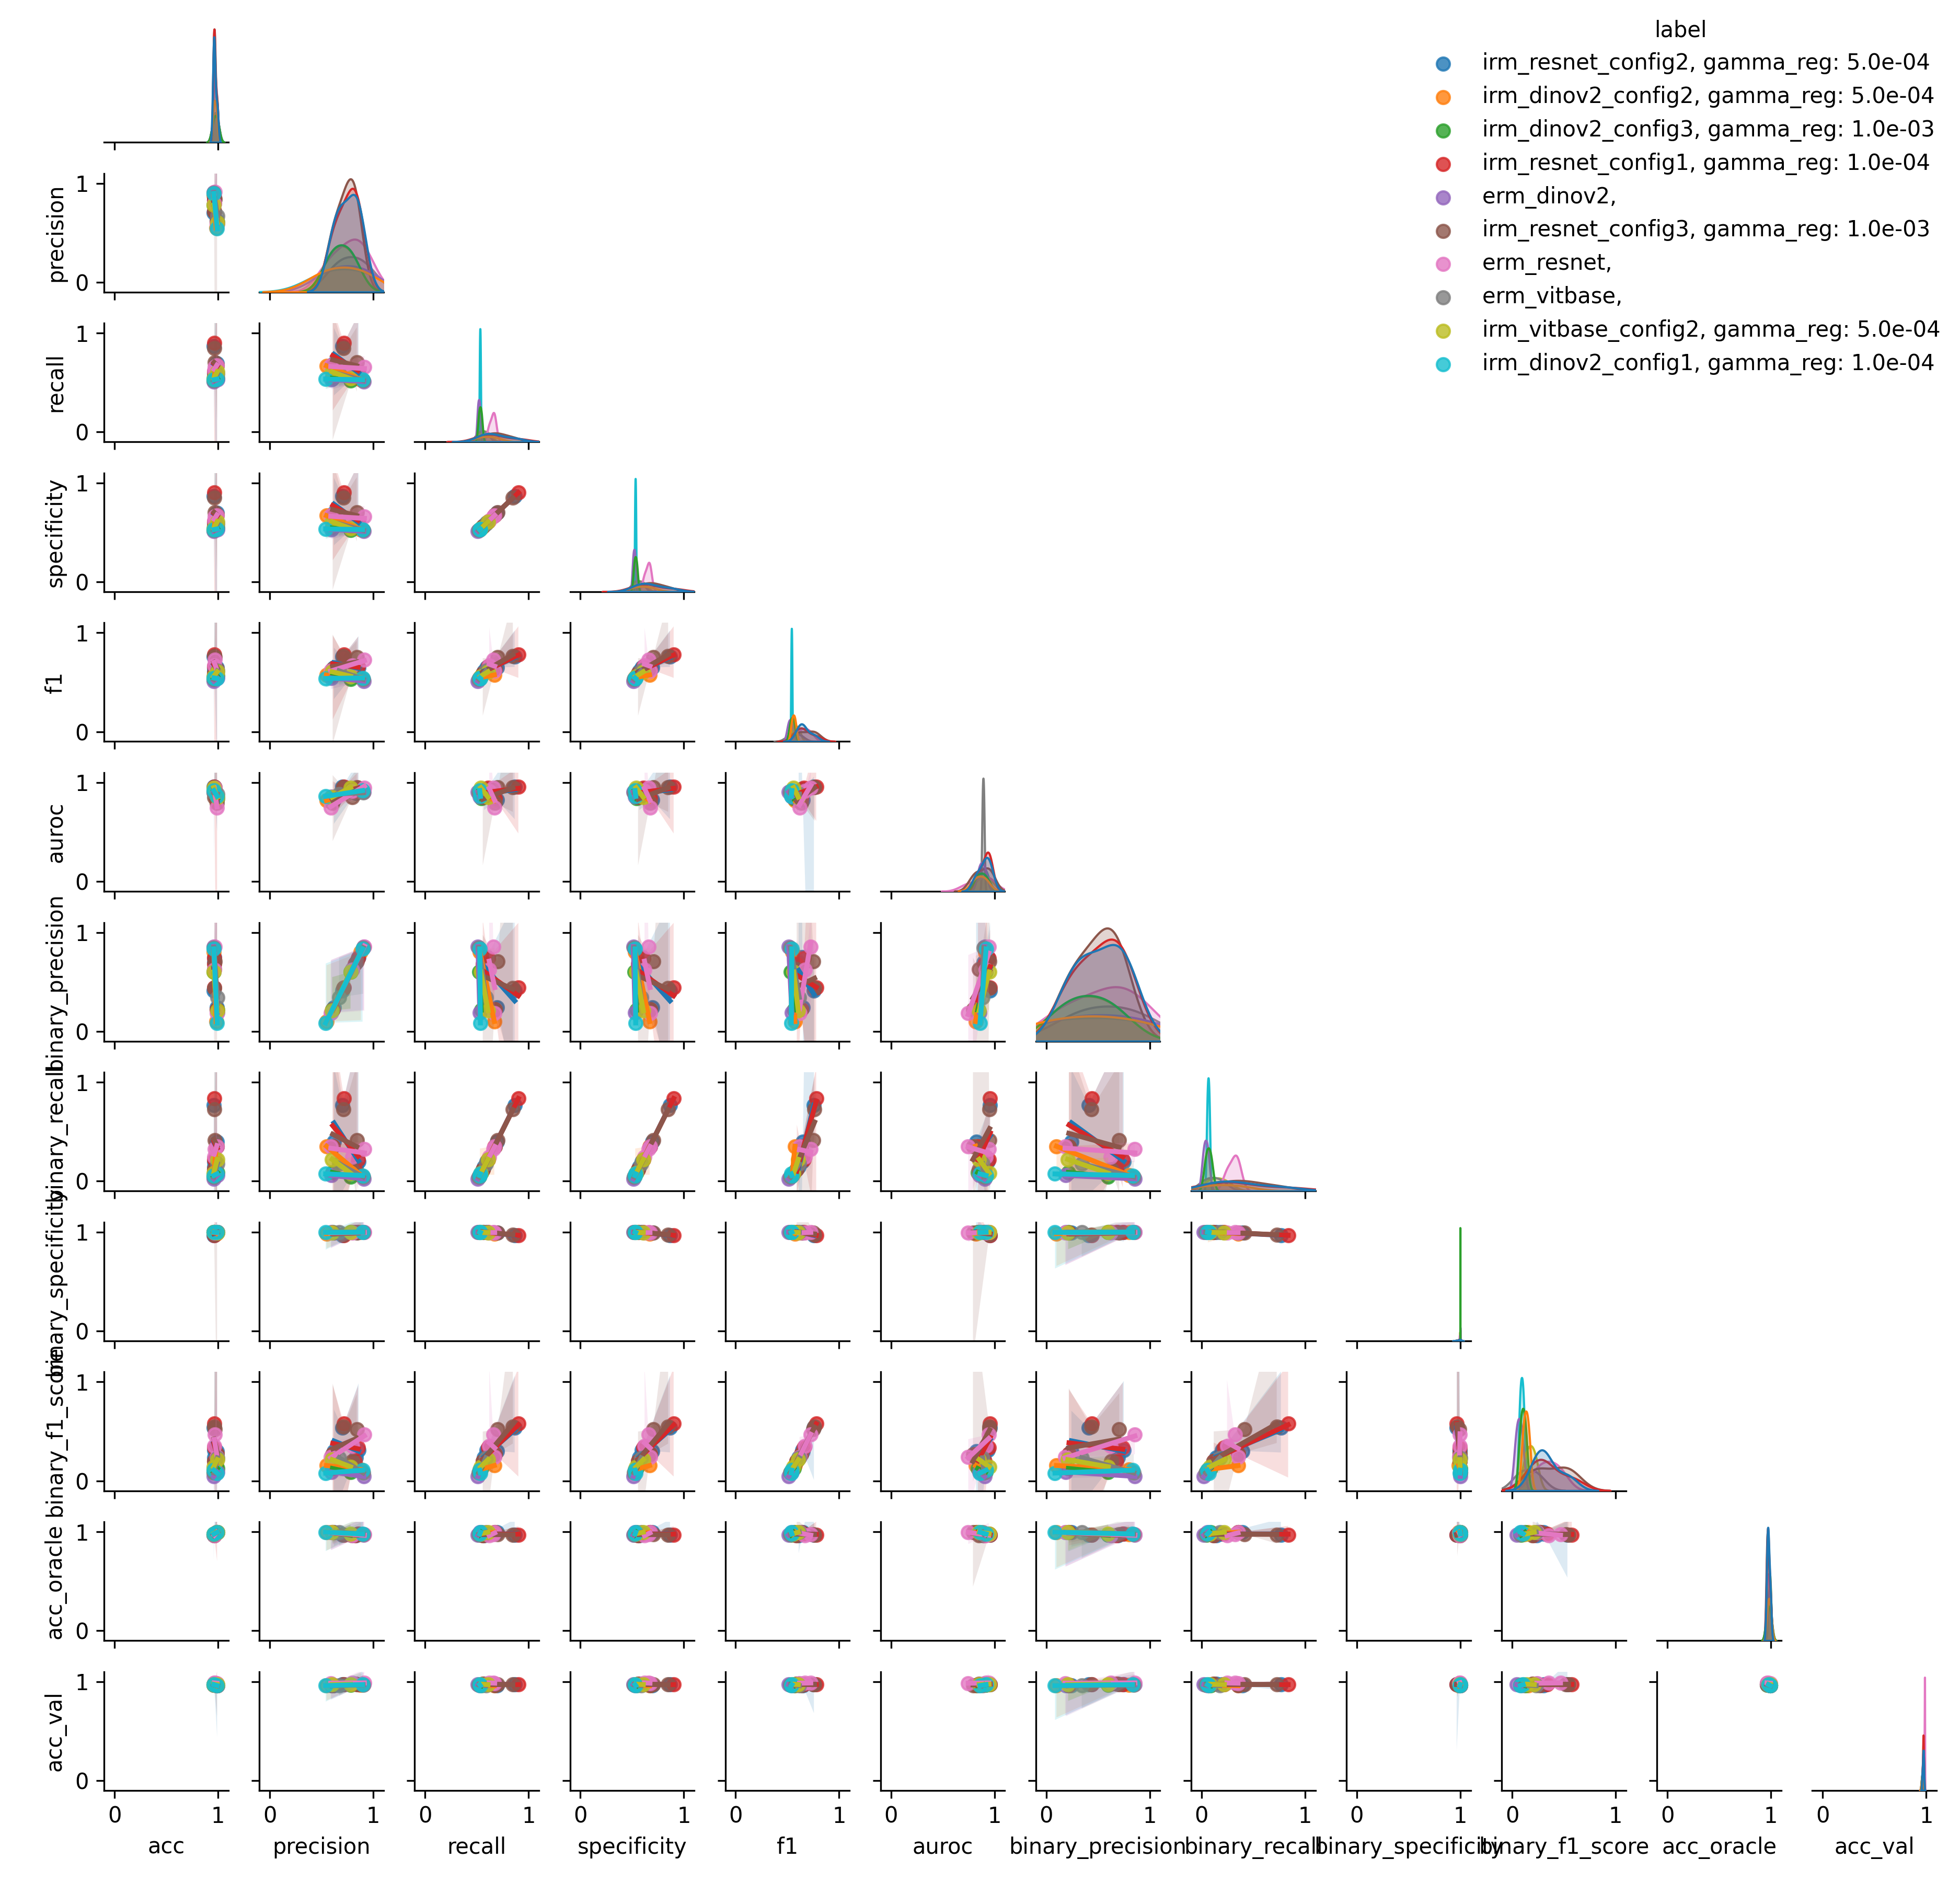 label
irm_resnet_config2, gamma_reg: 5.0e-04
irm_dinov2_config2, gamma_reg: 5.0e-04
irm_dinov2_config3, gamma_reg: 1.0e-03
irm_resnet_config1, gamma_reg: 1.0e-04
erm_dinov2,
irm_resnet_config3, gamma_reg: 1.0e-03
erm_resnet,
erm_vitbase,
irm_vitbase_config2, gamma_reg: 5.0e-04
irm_dinov2_config1, gamma_reg: 1.0e-04
1
precision
0
1
recall
0
1
specificity
0
1
f1
0
1
auroc
0
1
binary_precision
0
1
binary_recall
0
1
binary_specificity
0
1
binary_f1_score
0
1
acc_oracle
0
1
acc_val
0
0 1 0 1 0 1 0 1 0 1 0 1 0 1 0 1 0 1 0 1 0 1 0 1
acc precision recall specificity f1 auroc binary_precision binary_recall binary_specificity binary_f1_score acc_oracle acc_val